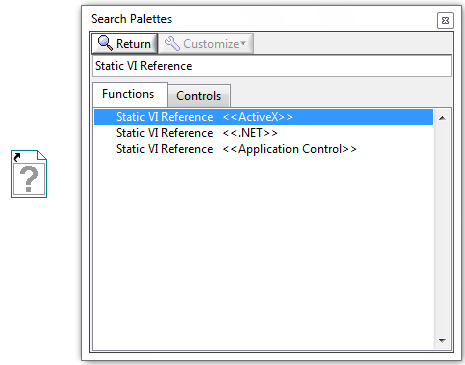 Search Palettes
Return Customize
Static VI Reference
Functions Controls
Static VI Reference <<ActiveX>>
Static VI Reference <<.NET>>
Static VI Reference <<Application Control>>
?